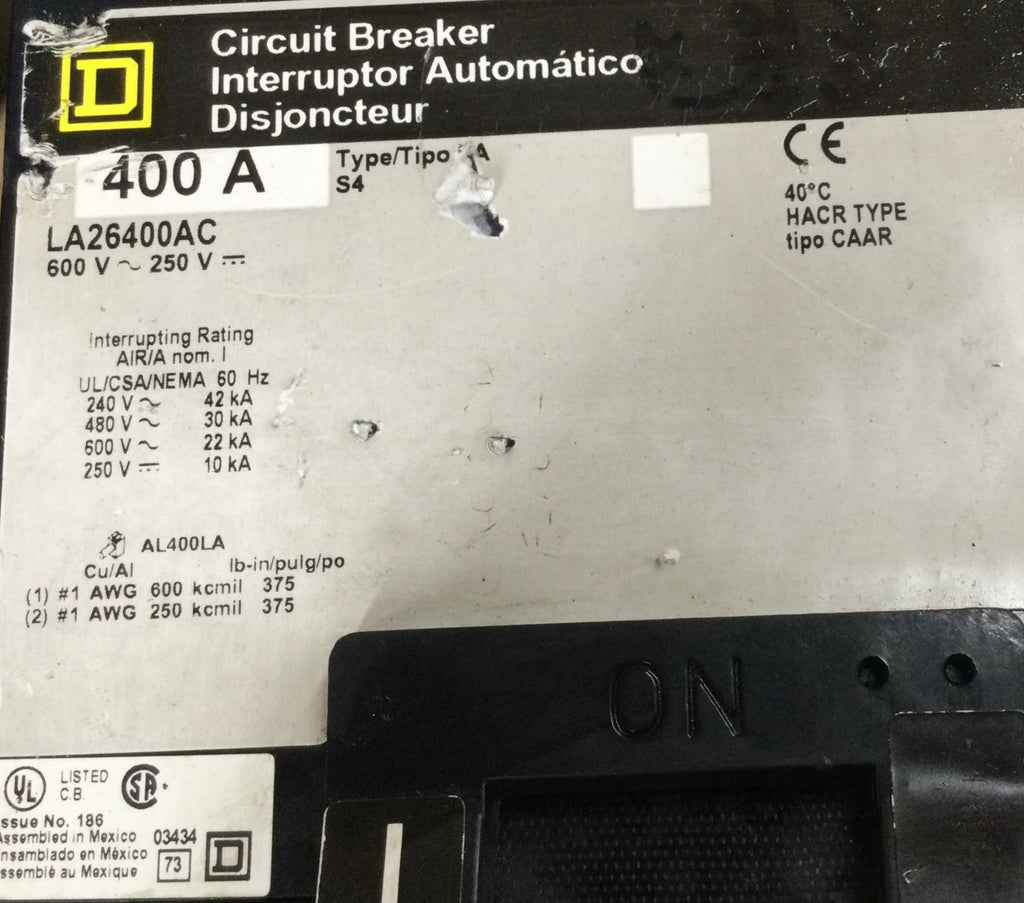 D
Circuit Breaker
Interruptor Automático
Disjoncteur
400 A
Type/Tipo
S4
CE
40°C
HACR TYPE
tipo CAAR
LA26400AC
600 V ~ 250 V ⎓
Interrupting Rating
AIR/A nom. I
UL/CSA/NEMA 60 Hz
240 V ~ 42 kA
480 V ~ 30 kA
600 V ~ 22 kA
250 V ⎓ 10 kA
AL400LA
Cu/Al lb-in/pulg/po
(1) #1 AWG 600 kcmil 375
(2) #1 AWG 250 kcmil 375
ON
UL LISTED
C.B.
SA
ssue No. 186
Assembled in Mexico 03434
nsamblado en México 73
ssemblé au Mexique
D